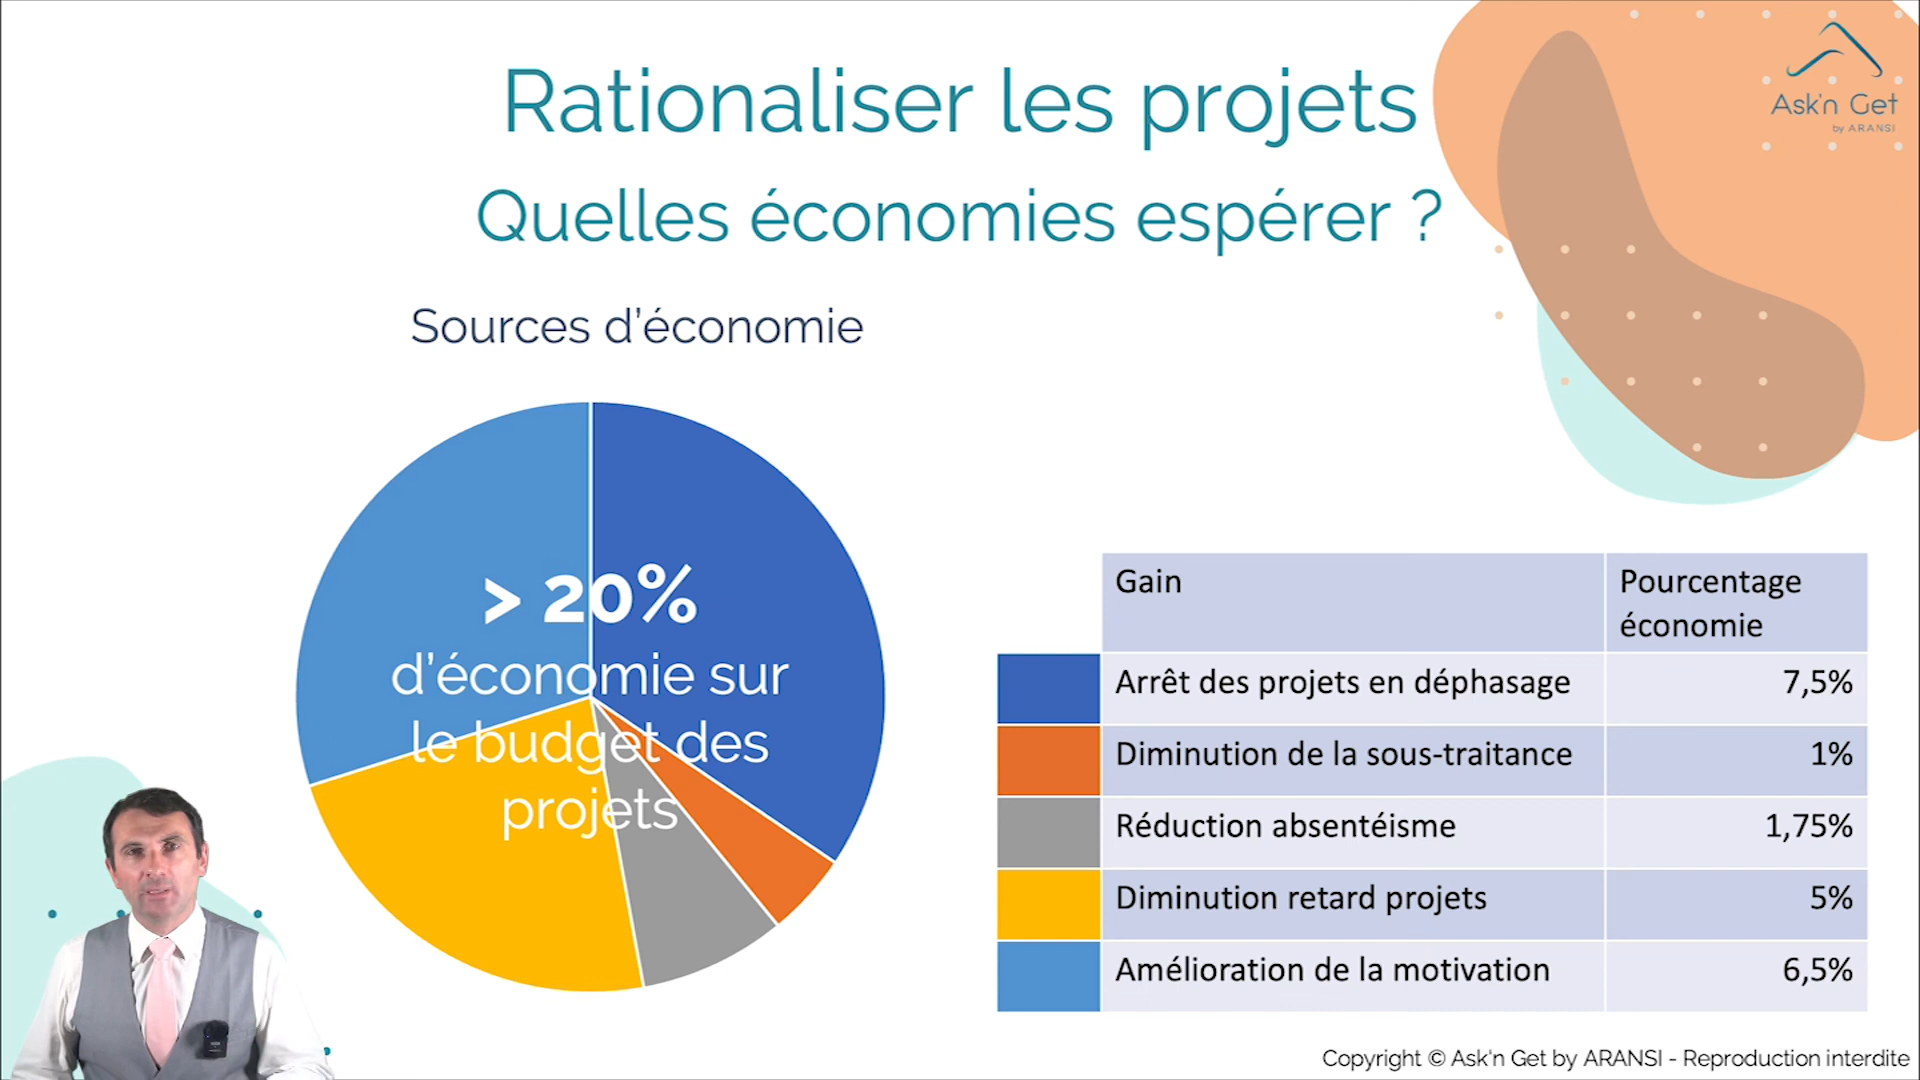 Ask'n Get
by ARANSI
Rationaliser les projets
Quelles économies espérer ?
Sources d'économie
> 20%
d'économie sur
le budget des
projets
Gain Pourcentage économie
Arrêt des projets en déphasage 7,5%
Diminution de la sous-traitance 1%
Réduction absentéisme 1,75%
Diminution retard projets 5%
Amélioration de la motivation 6,5%
Copyright © Ask'n Get by ARANSI - Reproduction interdite